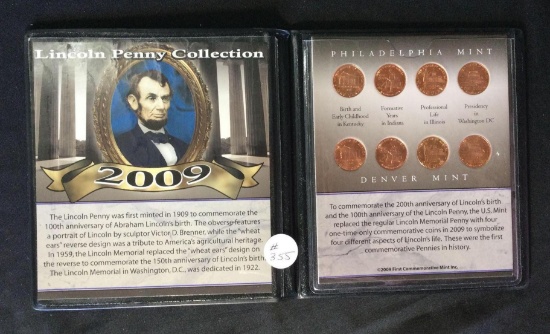 Lincoln Penny Collection
2009
The Lincoln Penny was first minted in 1909 to commemorate the
100th anniversary of Abraham Lincoln's birth. The obverse features
a portrait of Lincoln by sculptor Victor D. Brenner, while the "wheat
ears" reverse design was a tribute to America's agricultural heritage.
In 1959, the Lincoln Memorial replaced the "wheat ears" design on
the reverse to commemorate the 150th anniversary of Lincoln's birth.
The Lincoln Memorial in Washington, D.C., was dedicated in 1922.
# 355
PHILADELPHIA MINT
Birth and
Early Childhood
in Kentucky
Formative
Years
in Indiana
Professional
Life
in Illinois
Presidency
in
Washington DC
DENVER MINT
To commemorate the 200th anniversary of Lincoln's birth
and the 100th anniversary of the Lincoln Penny, the U.S. Mint
replaced the regular Lincoln Memorial Penny with four
one-time-only commemorative coins in 2009 to symbolize
four different aspects of Lincoln's life. These were the first
commemorative Pennies in history.
First Commemorative Mint Inc.